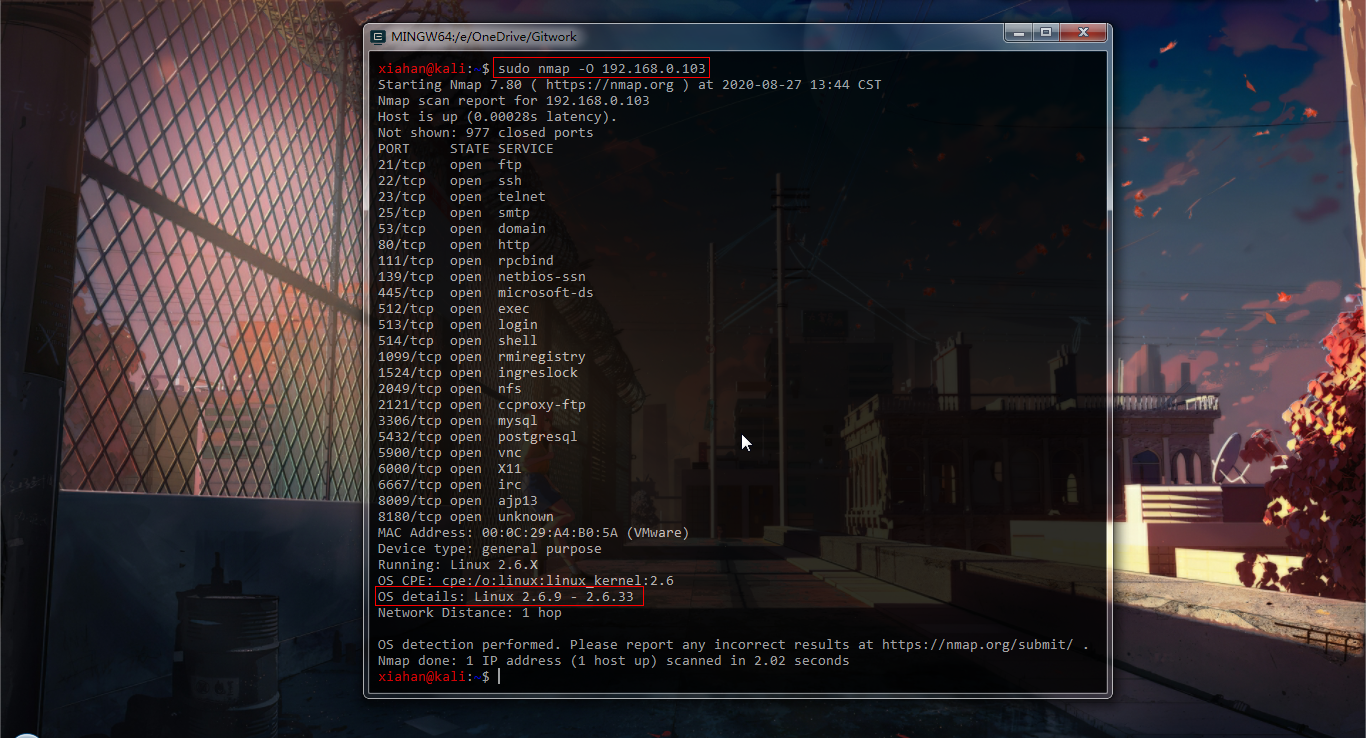 MINGW64:/e/OneDrive/Gitwork
xiahan@kali:~$ sudo nmap -O 192.168.0.103
Starting Nmap 7.80 ( https://nmap.org ) at 2020-08-27 13:44 CST
Nmap scan report for 192.168.0.103
Host is up (0.00028s latency).
Not shown: 977 closed ports
PORT     STATE SERVICE
21/tcp   open  ftp
22/tcp   open  ssh
23/tcp   open  telnet
25/tcp   open  smtp
53/tcp   open  domain
80/tcp   open  http
111/tcp  open  rpcbind
139/tcp  open  netbios-ssn
445/tcp  open  microsoft-ds
512/tcp  open  exec
513/tcp  open  login
514/tcp  open  shell
1099/tcp open  rmiregistry
1524/tcp open  ingreslock
2049/tcp open  nfs
2121/tcp open  ccproxy-ftp
3306/tcp open  mysql
5432/tcp open  postgresql
5900/tcp open  vnc
6000/tcp open  X11
6667/tcp open  irc
8009/tcp open  ajp13
8180/tcp open  unknown
MAC Address: 00:0C:29:A4:B0:5A (VMware)
Device type: general purpose
Running: Linux 2.6.X
OS CPE: cpe:/o:linux:linux_kernel:2.6
OS details: Linux 2.6.9 - 2.6.33
Network Distance: 1 hop
OS detection performed. Please report any incorrect results at https://nmap.org/submit/ .
Nmap done: 1 IP address (1 host up) scanned in 2.02 seconds
xiahan@kali:~$